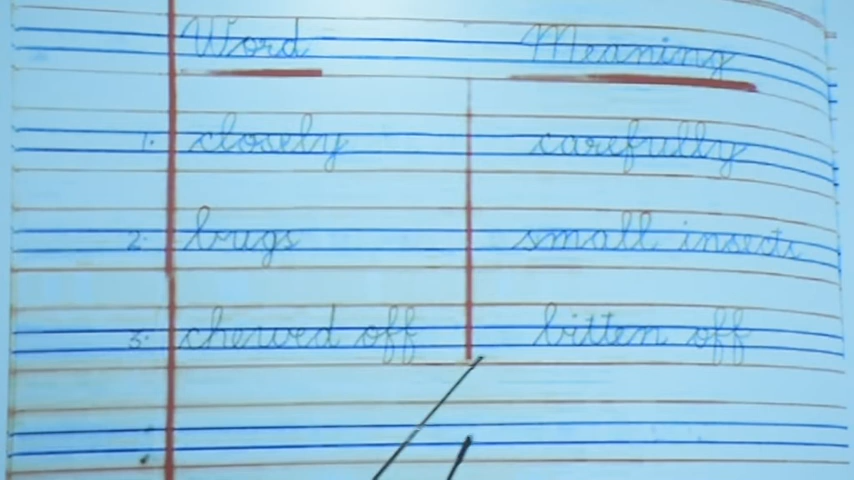 Word Meaning
1. closely carefully
2. bugs small insects
3. chewed off bitten off